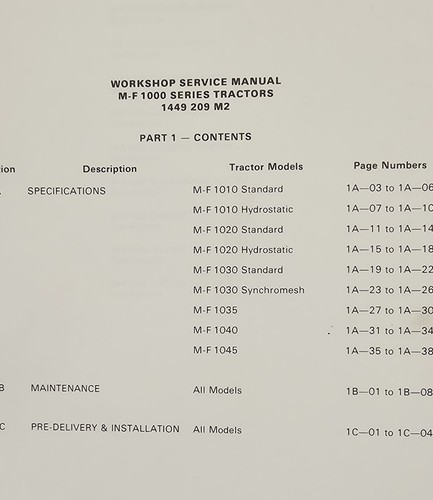 WORKSHOP SERVICE MANUAL
M-F 1000 SERIES TRACTORS
1449 209 M2
PART 1 — CONTENTS
tion Description Tractor Models Page Numbers
SPECIFICATIONS M-F 1010 Standard 1A—03 to 1A—06
M-F 1010 Hydrostatic 1A—07 to 1A—10
M-F 1020 Standard 1A—11 to 1A—14
M-F 1020 Hydrostatic 1A—15 to 1A—18
M-F 1030 Standard 1A—19 to 1A—22
M-F 1030 Synchromesh 1A—23 to 1A—26
M-F 1035 1A—27 to 1A—30
M-F 1040 1A—31 to 1A—34
M-F 1045 1A—35 to 1A—38
B MAINTENANCE All Models 1B—01 to 1B—08
C PRE-DELIVERY & INSTALLATION All Models 1C—01 to 1C—04